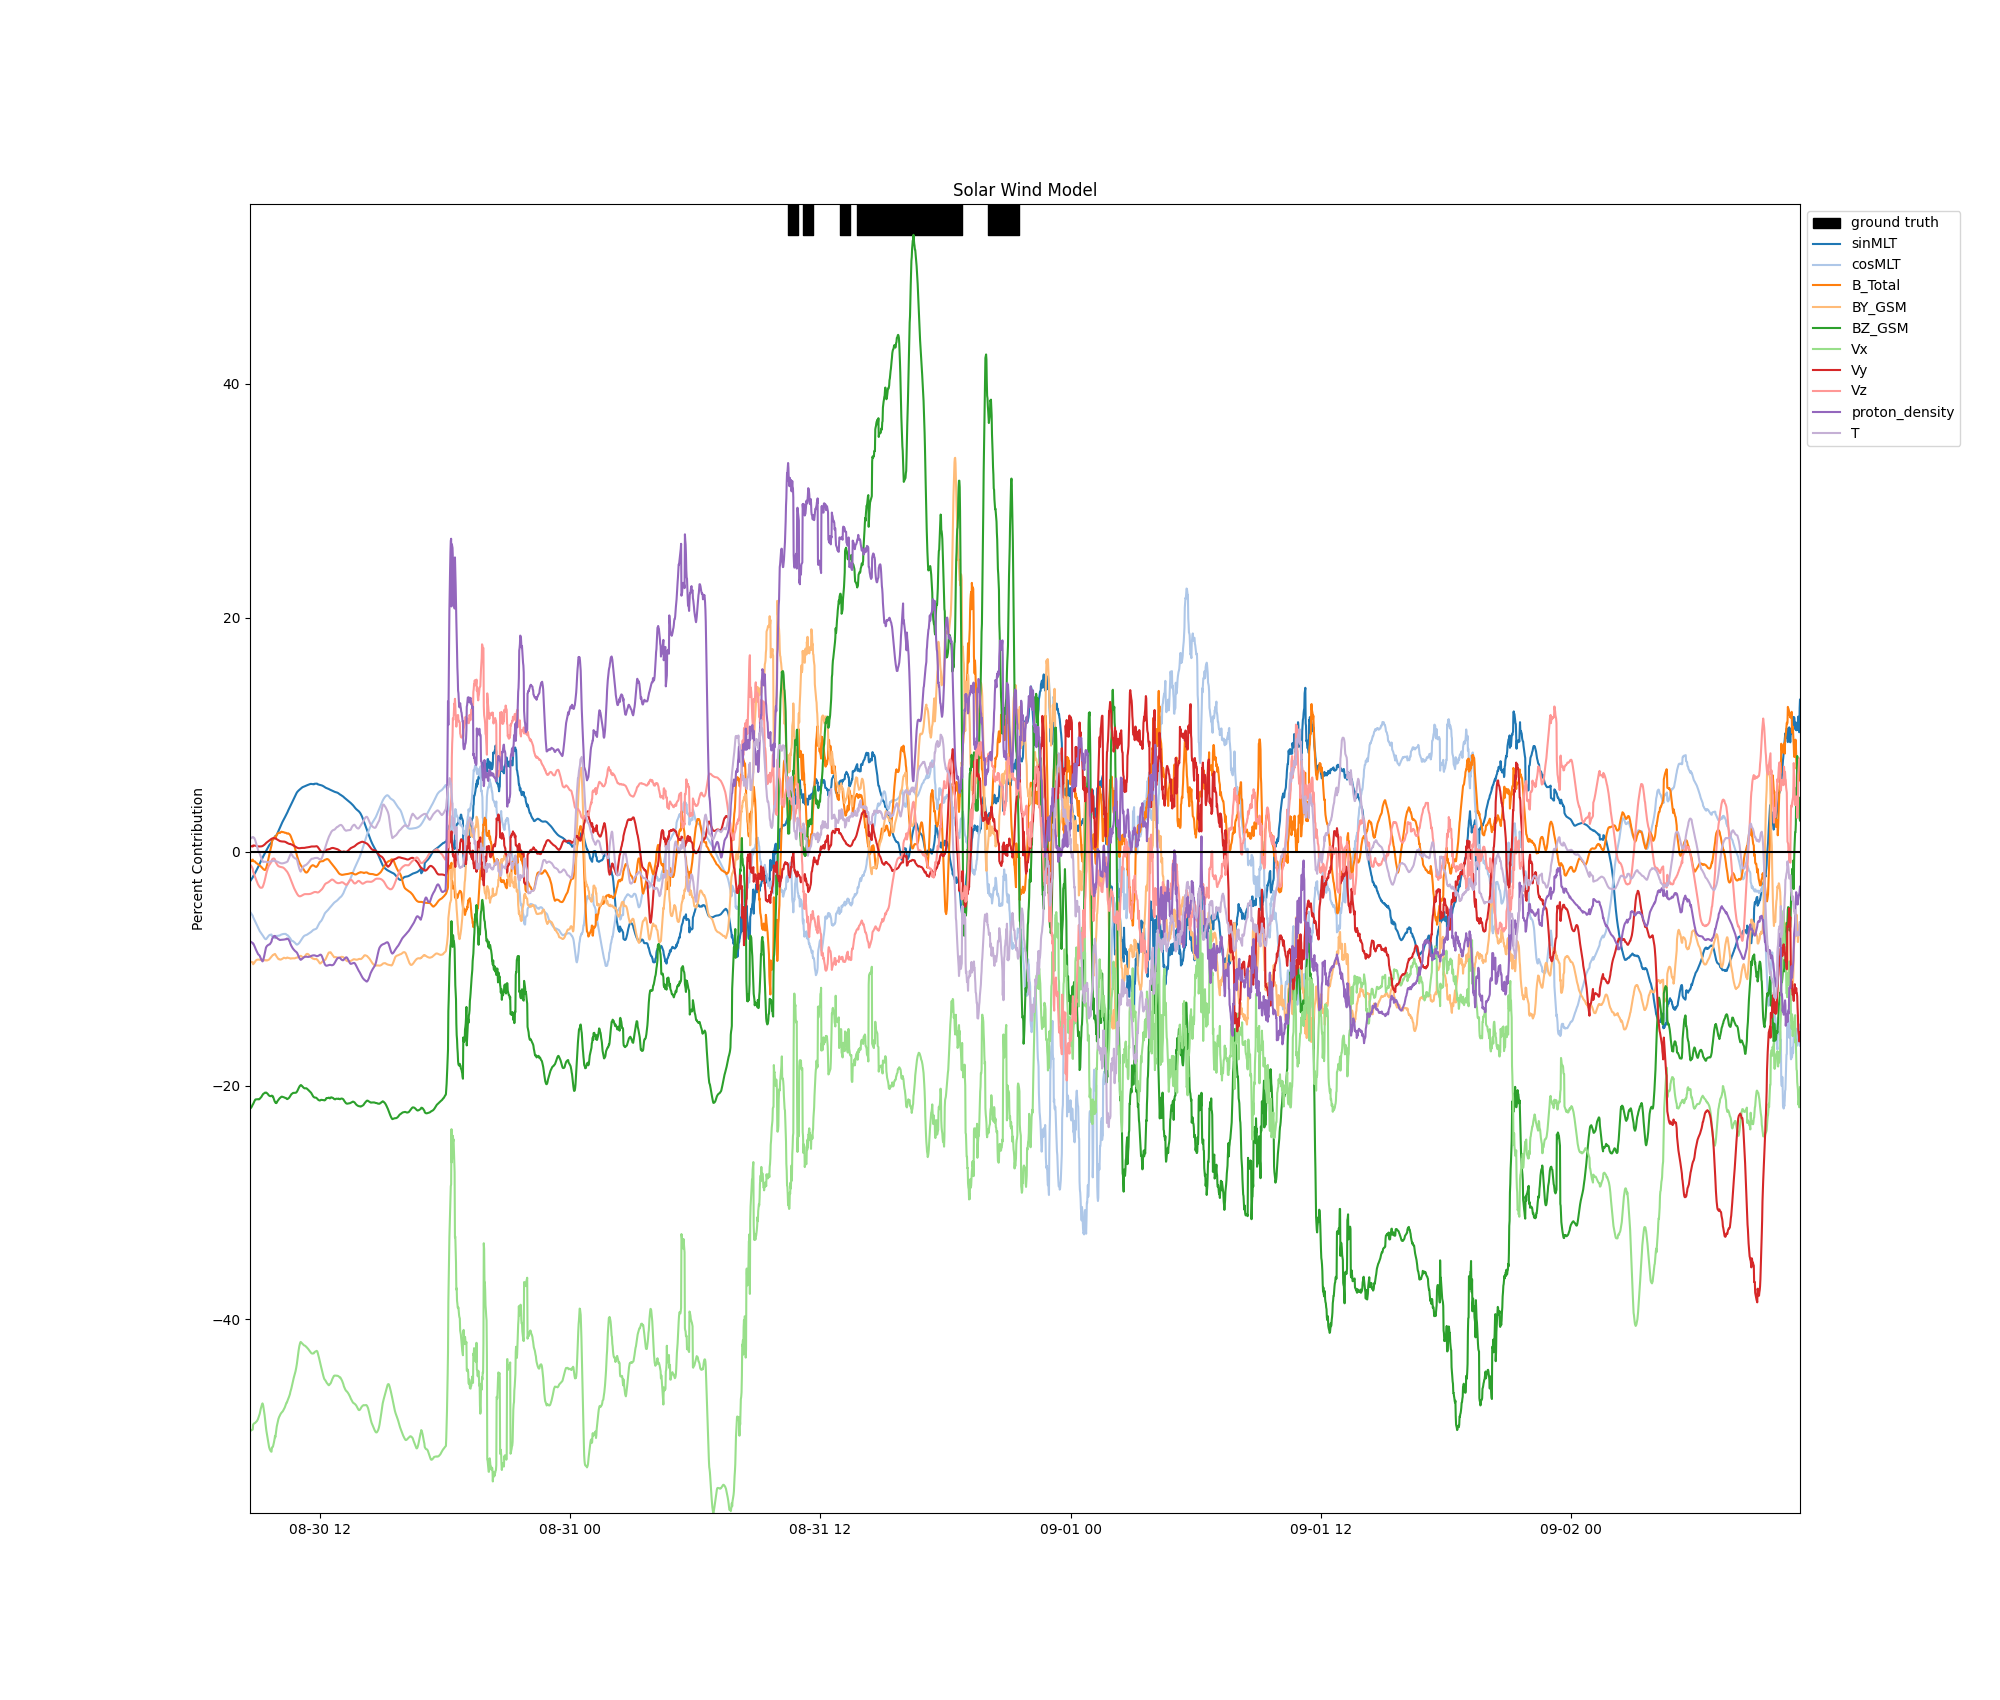 Solar Wind Model
ground truth
sinMLT
cosMLT
B_Total
BY_GSM
BZ_GSM
Vx
Vy
Vz
proton_density
T
Percent Contribution
40
20
0
−20
−40
08-30 12
08-31 00
08-31 12
09-01 00
09-01 12
09-02 00